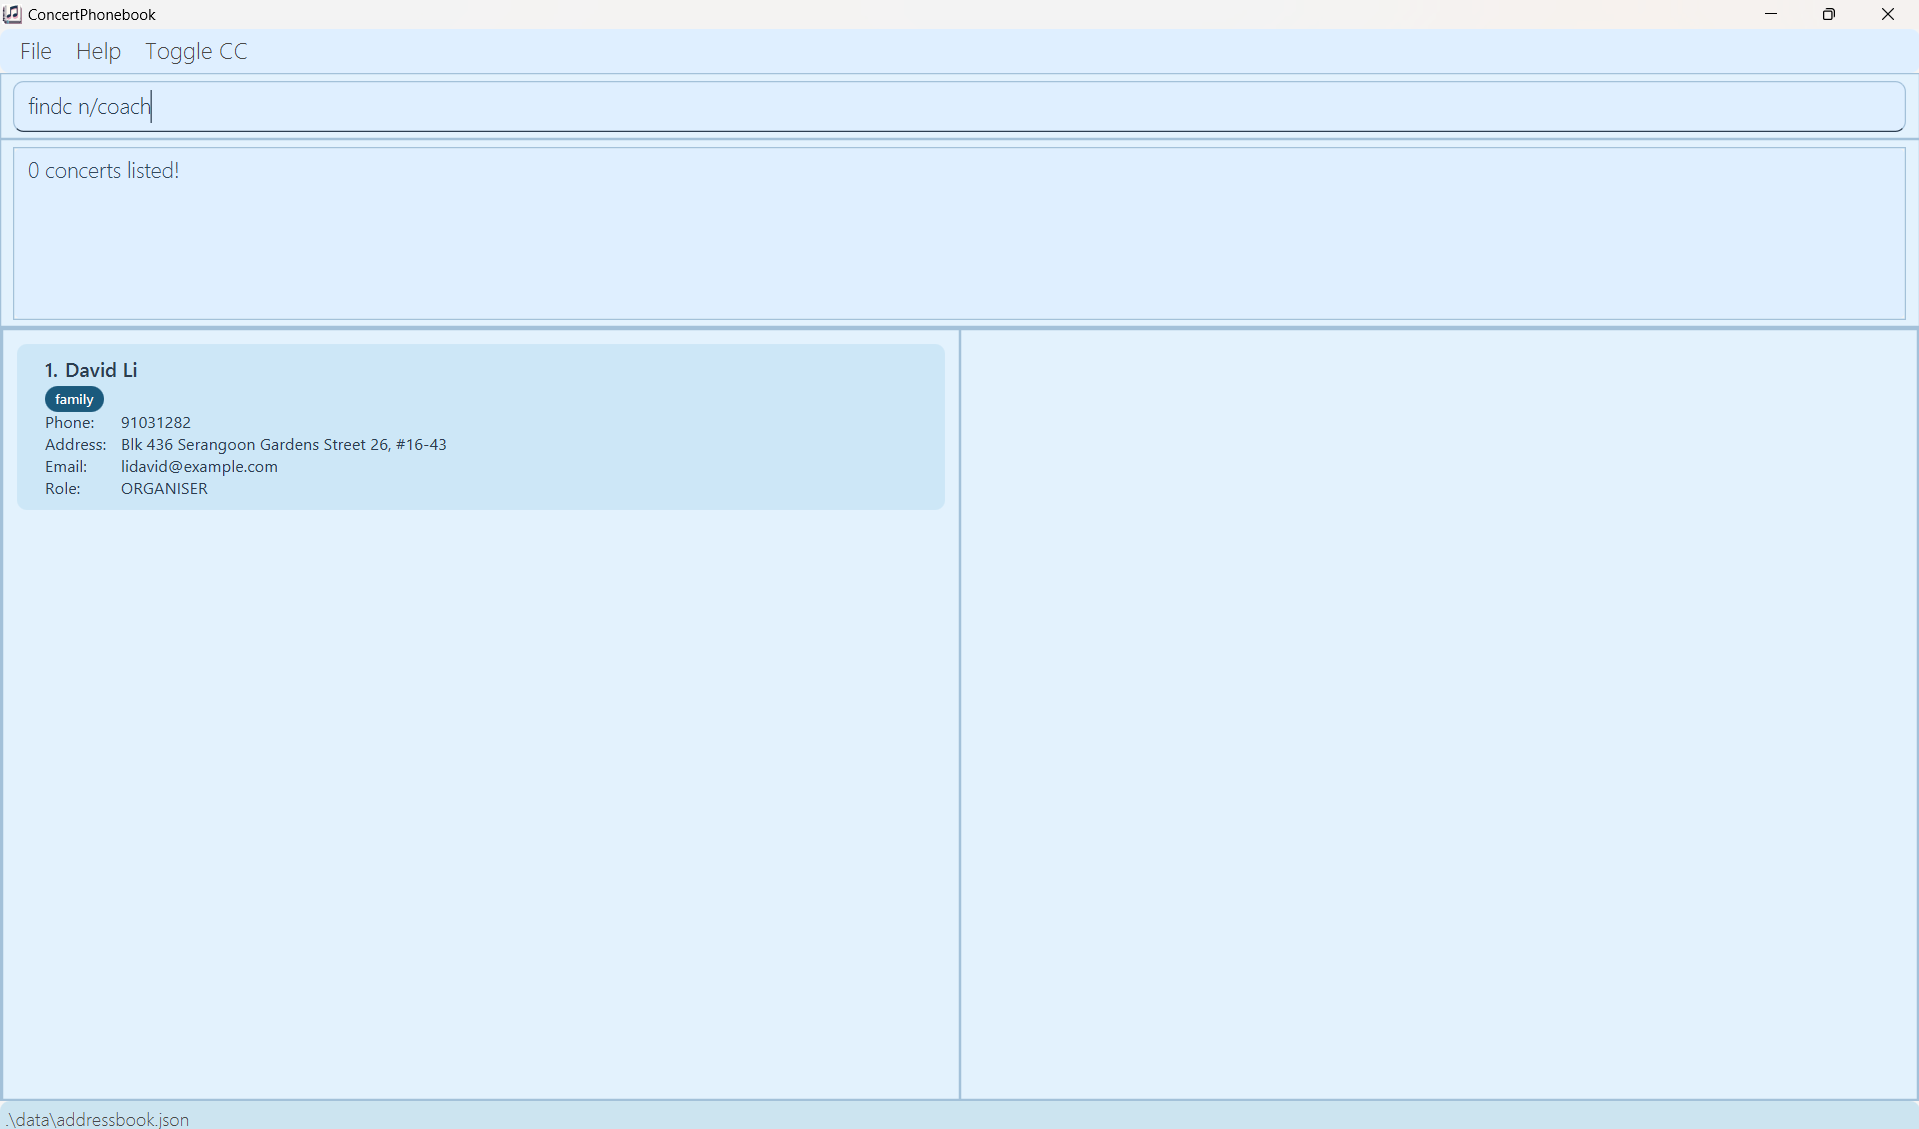 ConcertPhonebook
File Help Toggle CC
findc n/coach
0 concerts listed!
1. David Li
family
Phone: 91031282
Address: Blk 436 Serangoon Gardens Street 26, #16-43
Email: lidavid@example.com
Role: ORGANISER
.\data\addressbook.json